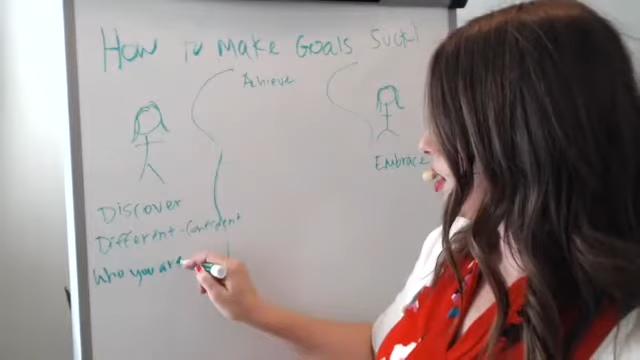 How To Make Goals Suck!
Achieve
Embrace
Discover
Different - Confident
Who you are